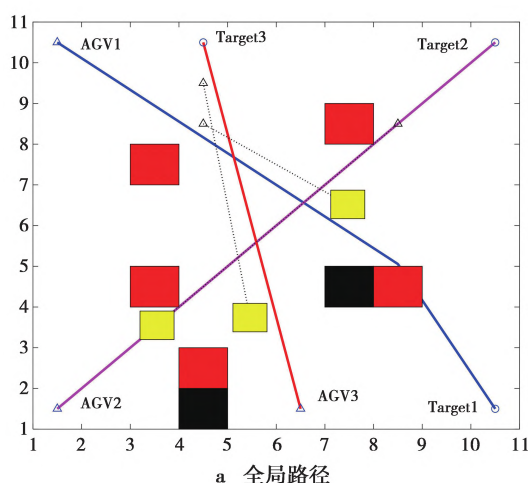 AGV1
Target3
Target2
AGV2
AGV3
Target1
11
10
9
8
7
6
5
4
3
2
1
1 2 3 4 5 6 7 8 9 10 11
a 全局路径